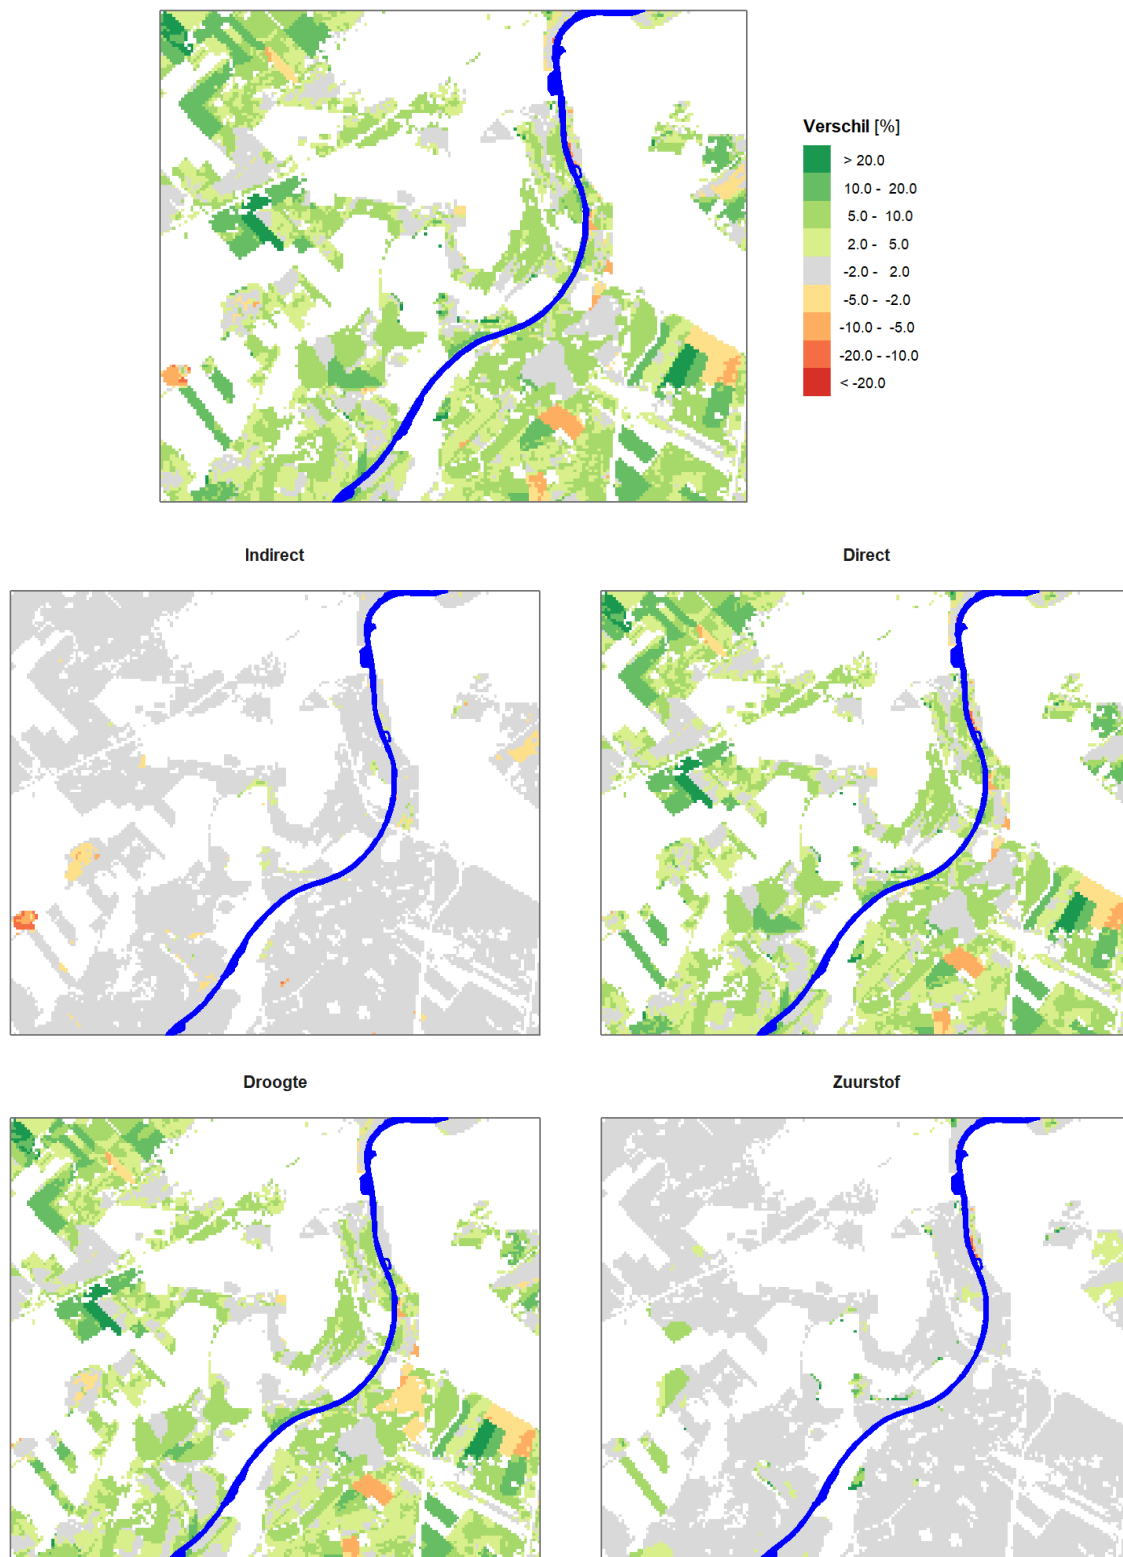 Verschil [%]
> 20.0
10.0 - 20.0
5.0 - 10.0
2.0 - 5.0
-2.0 - 2.0
-5.0 - -2.0
-10.0 - -5.0
-20.0 - -10.0
< -20.0
Indirect
Direct
Droogte
Zuurstof